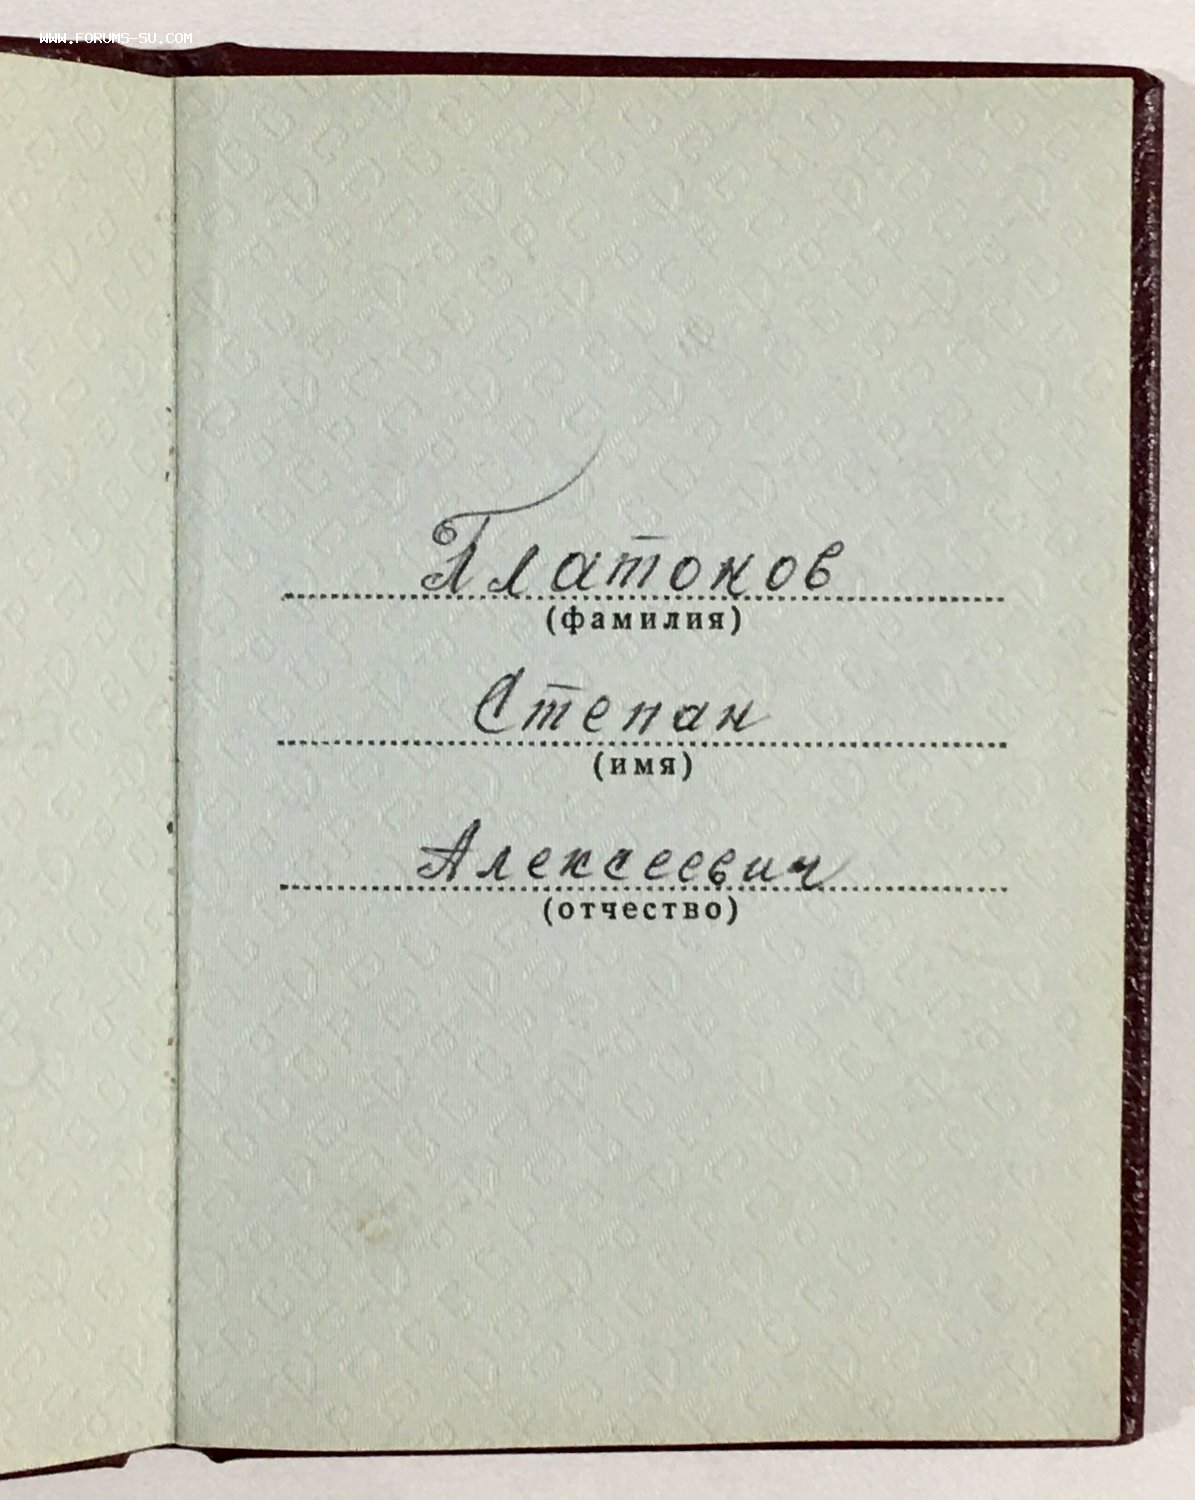 WWW.FORUMS-SU.COM
Платонов
(фамилия)
Степан
(имя)
Алексеевич
(отчество)